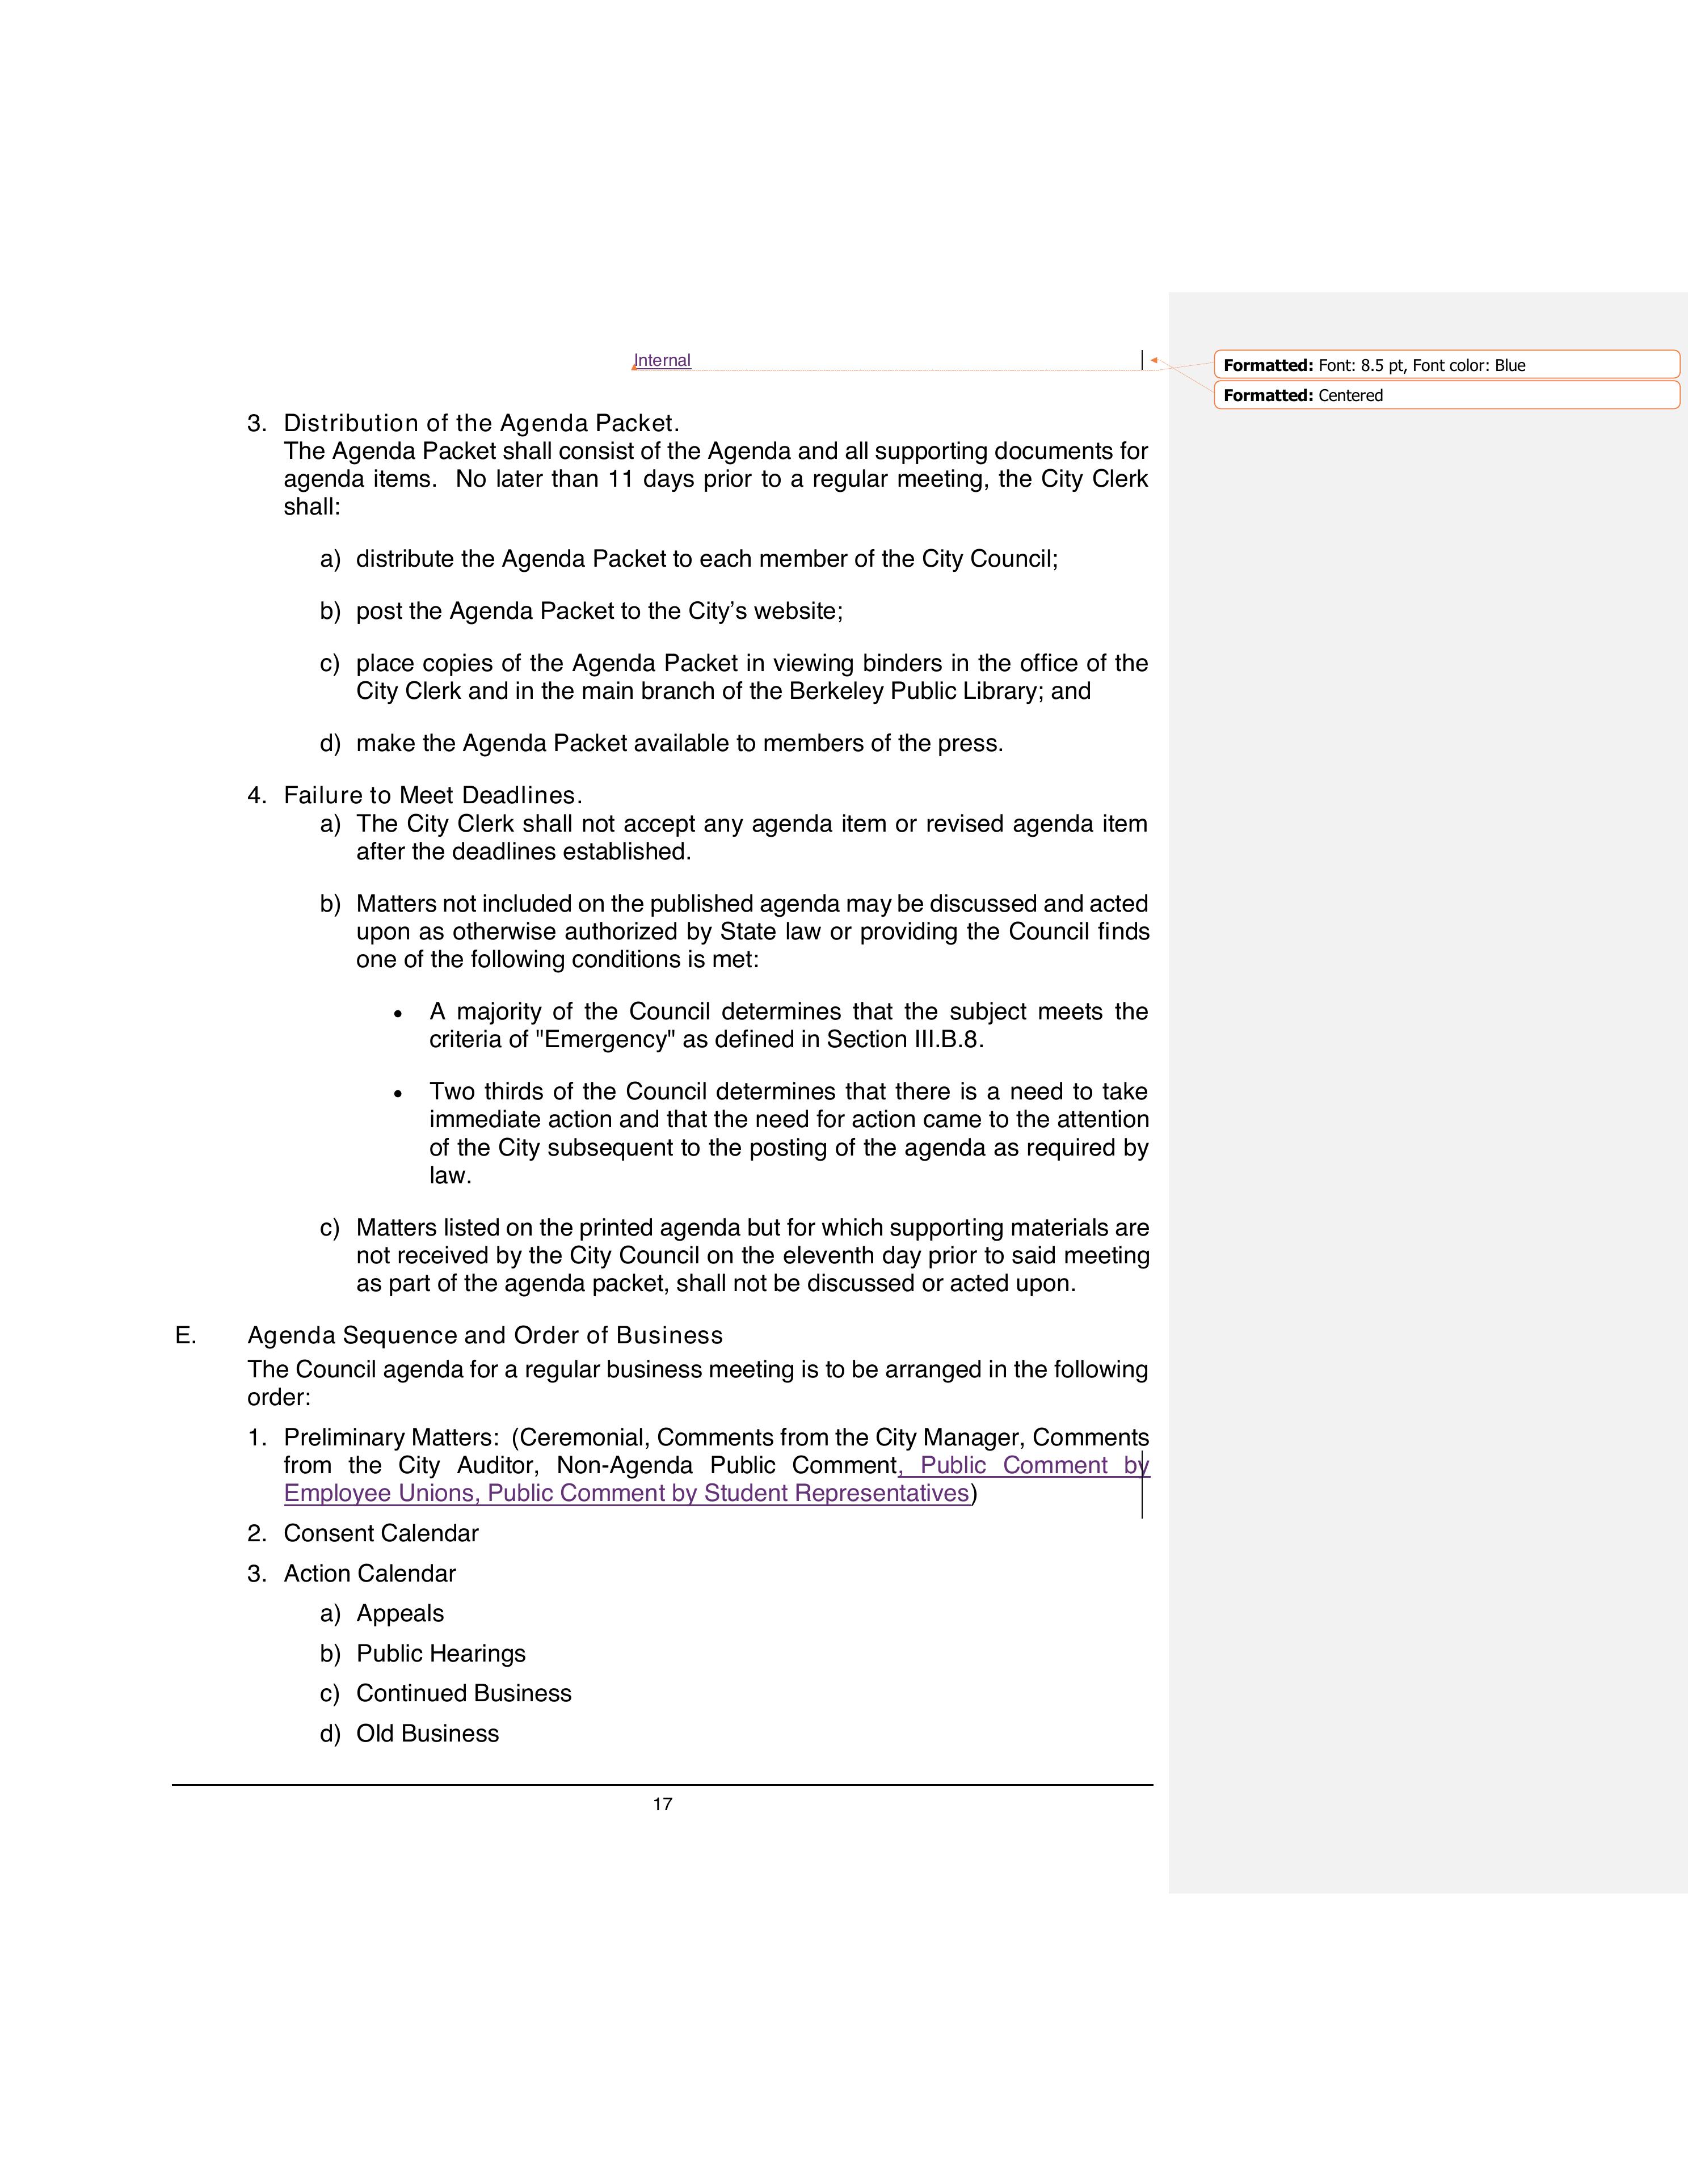 Internal
Formatted: Font: 8.5 pt, Font color: Blue
Formatted: Centered
3. Distribution of the Agenda Packet.
The Agenda Packet shall consist of the Agenda and all supporting documents for
agenda items.  No later than 11 days prior to a regular meeting, the City Clerk
shall:
a) distribute the Agenda Packet to each member of the City Council;
b) post the Agenda Packet to the City’s website;
c) place copies of the Agenda Packet in viewing binders in the office of the
City Clerk and in the main branch of the Berkeley Public Library; and
d) make the Agenda Packet available to members of the press.
4. Failure to Meet Deadlines.
a) The City Clerk shall not accept any agenda item or revised agenda item
after the deadlines established.
b) Matters not included on the published agenda may be discussed and acted
upon as otherwise authorized by State law or providing the Council finds
one of the following conditions is met:
• A majority of the Council determines that the subject meets the
criteria of "Emergency" as defined in Section III.B.8.
• Two thirds of the Council determines that there is a need to take
immediate action and that the need for action came to the attention
of the City subsequent to the posting of the agenda as required by
law.
c) Matters listed on the printed agenda but for which supporting materials are
not received by the City Council on the eleventh day prior to said meeting
as part of the agenda packet, shall not be discussed or acted upon.
E. Agenda Sequence and Order of Business
The Council agenda for a regular business meeting is to be arranged in the following
order:
1. Preliminary Matters:  (Ceremonial, Comments from the City Manager, Comments
from the City Auditor, Non-Agenda Public Comment, Public Comment by
Employee Unions, Public Comment by Student Representatives)
2. Consent Calendar
3. Action Calendar
a) Appeals
b) Public Hearings
c) Continued Business
d) Old Business
17